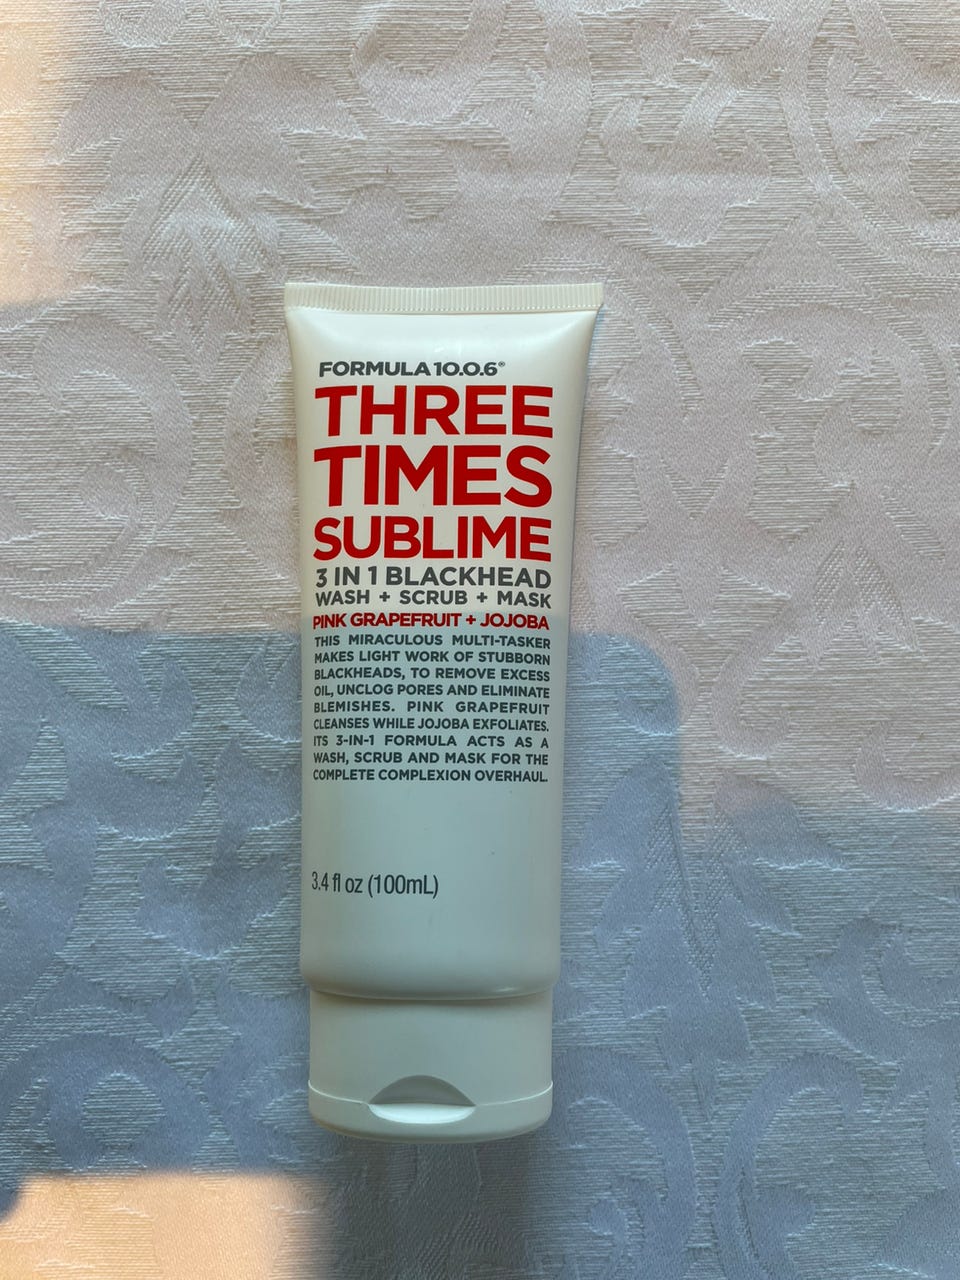 FORMULA 10.0.6®
THREE
TIMES
SUBLIME
3 IN 1 BLACKHEAD
WASH + SCRUB + MASK
PINK GRAPEFRUIT + JOJOBA
THIS MIRACULOUS MULTI-TASKER
MAKES LIGHT WORK OF STUBBORN
BLACKHEADS, TO REMOVE EXCESS
OIL, UNCLOG PORES AND ELIMINATE
BLEMISHES. PINK GRAPEFRUIT
CLEANSES WHILE JOJOBA EXFOLIATES.
ITS 3-IN-1 FORMULA ACTS AS A
WASH, SCRUB AND MASK FOR THE
COMPLETE COMPLEXION OVERHAUL.
3.4 fl oz (100mL)